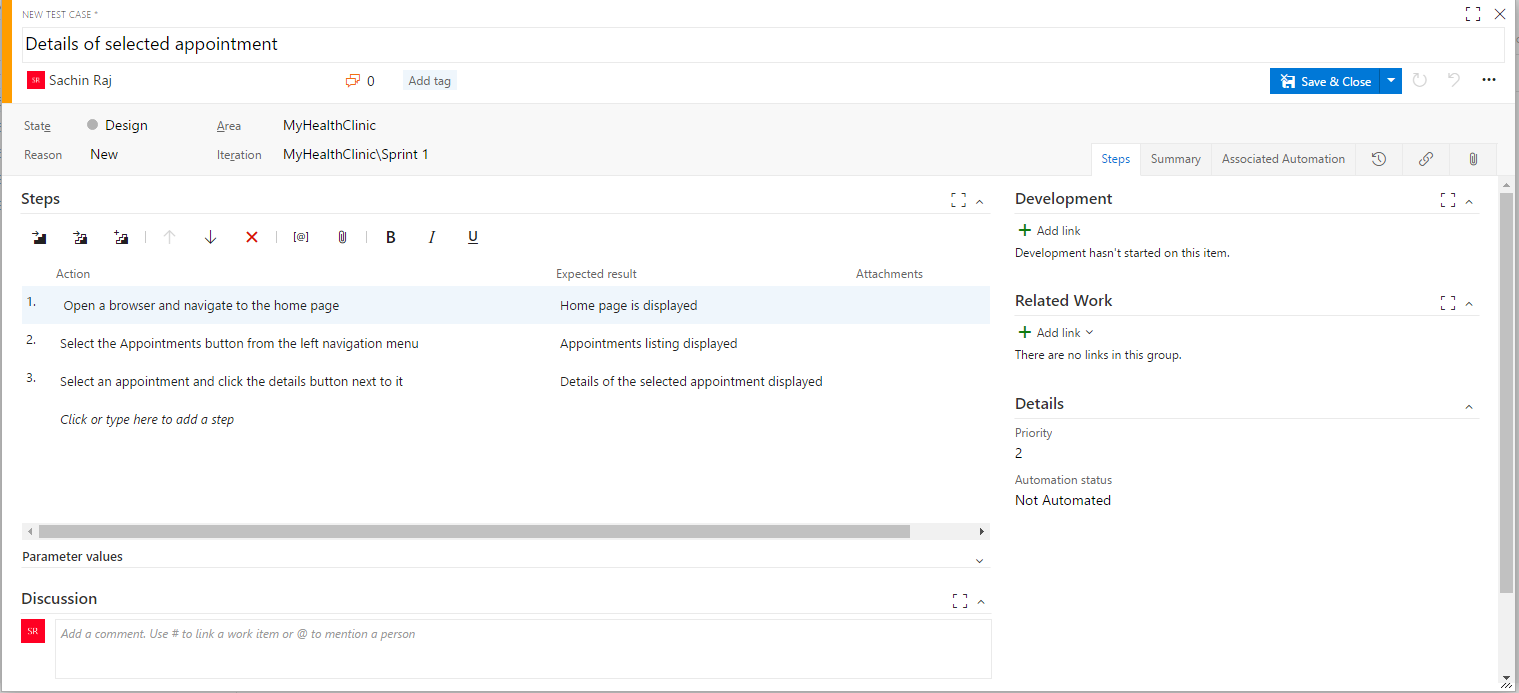 NEW TEST CASE *
Details of selected appointment
SR Sachin Raj 0 Add tag Save & Close
State Design Area MyHealthClinic
Reason New Iteration MyHealthClinic\Sprint 1
Steps Summary Associated Automation
Steps
[@] B I U
Action Expected result Attachments
1. Open a browser and navigate to the home page Home page is displayed
2. Select the Appointments button from the left navigation menu Appointments listing displayed
3. Select an appointment and click the details button next to it Details of the selected appointment displayed
Click or type here to add a step
Parameter values
Discussion
SR Add a comment. Use # to link a work item or @ to mention a person
Development
Add link
Development hasn't started on this item.
Related Work
Add link
There are no links in this group.
Details
Priority
2
Automation status
Not Automated